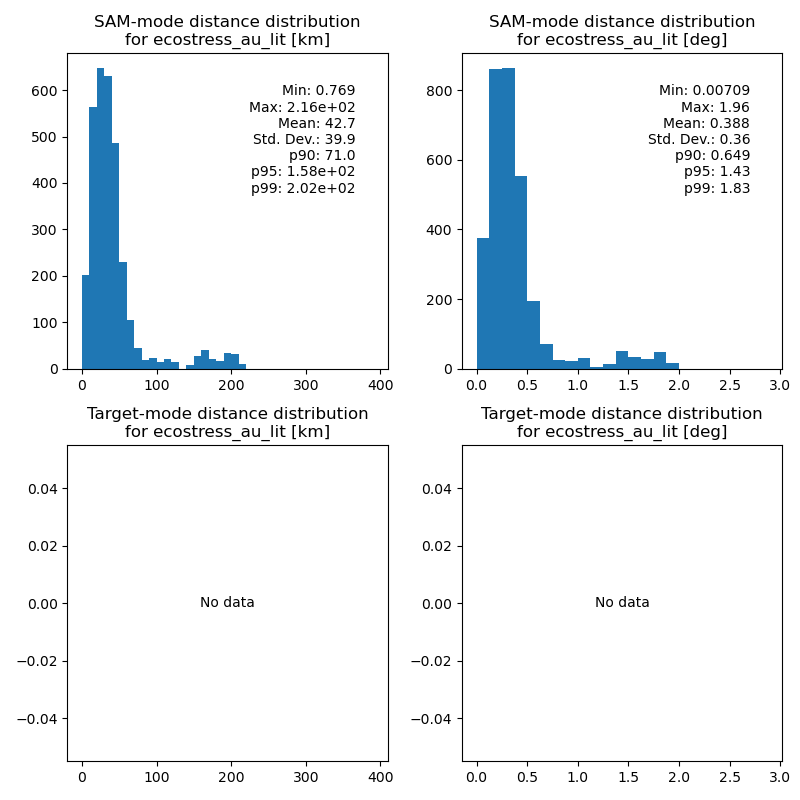 SAM-mode distance distribution
for ecostress_au_lit [km]
600
500
400
300
200
100
0
Min: 0.769
Max: 2.16e+02
Mean: 42.7
Std. Dev.: 39.9
p90: 71.0
p95: 1.58e+02
p99: 2.02e+02
0 100 200 300 400
SAM-mode distance distribution
for ecostress_au_lit [deg]
800
600
400
200
0
Min: 0.00709
Max: 1.96
Mean: 0.388
Std. Dev.: 0.36
p90: 0.649
p95: 1.43
p99: 1.83
0.0 0.5 1.0 1.5 2.0 2.5 3.0
Target-mode distance distribution
for ecostress_au_lit [km]
0.04
0.02
0.00
−0.02
−0.04
No data
0 100 200 300 400
Target-mode distance distribution
for ecostress_au_lit [deg]
0.04
0.02
0.00
−0.02
−0.04
No data
0.0 0.5 1.0 1.5 2.0 2.5 3.0